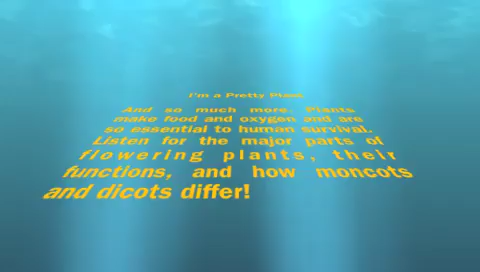 I'm a Pretty Plant
And so much more. Plants
make food and oxygen and are
so essential to human survival.
Listen for the major parts of
flowering plants, their
functions, and how moncots
and dicots differ!